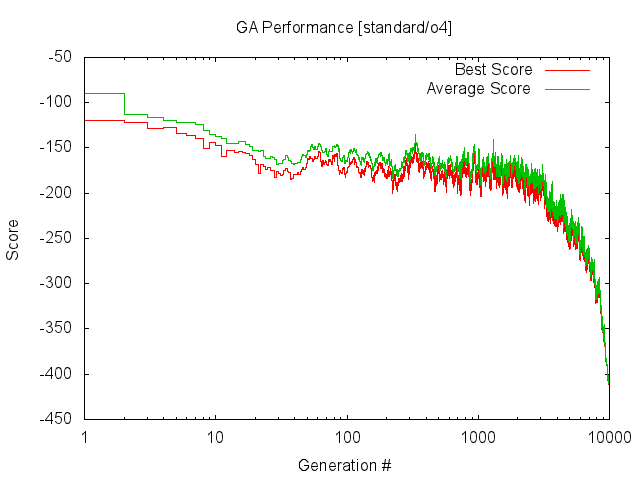 GA Performance [standard/o4]
Best Score
Average Score
-50
-100
-150
-200
-250
-300
-350
-400
-450
Score
1 10 100 1000 10000
Generation #